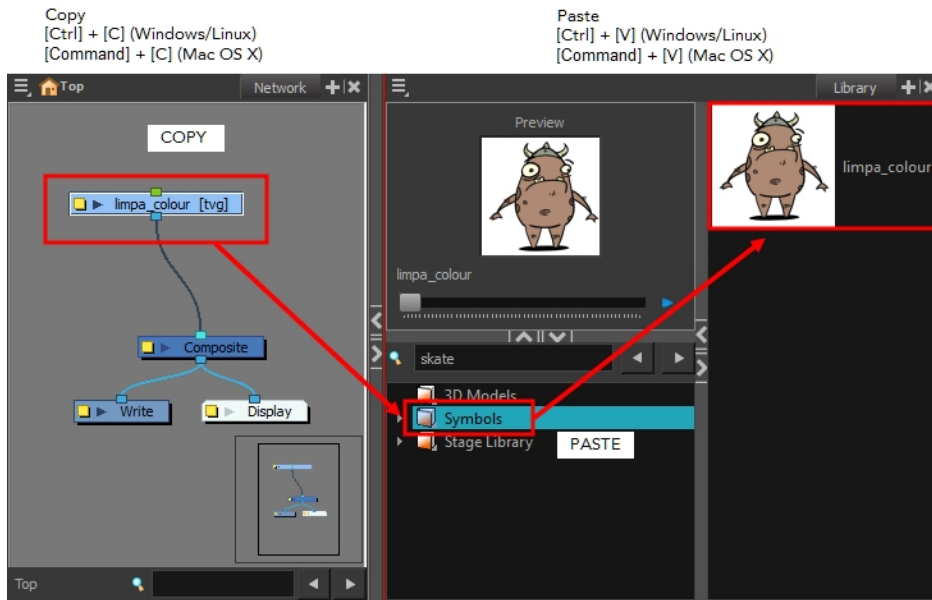 Copy
[Ctrl] + [C] (Windows/Linux)
[Command] + [C] (Mac OS X)
Paste
[Ctrl] + [V] (Windows/Linux)
[Command] + [V] (Mac OS X)
Top
Network
COPY
limpa_colour [tvg]
Composite
Write
Display
Top
Library
Preview
limpa_colour
skate
3D Models
Symbols
Stage Library
PASTE
limpa_colour